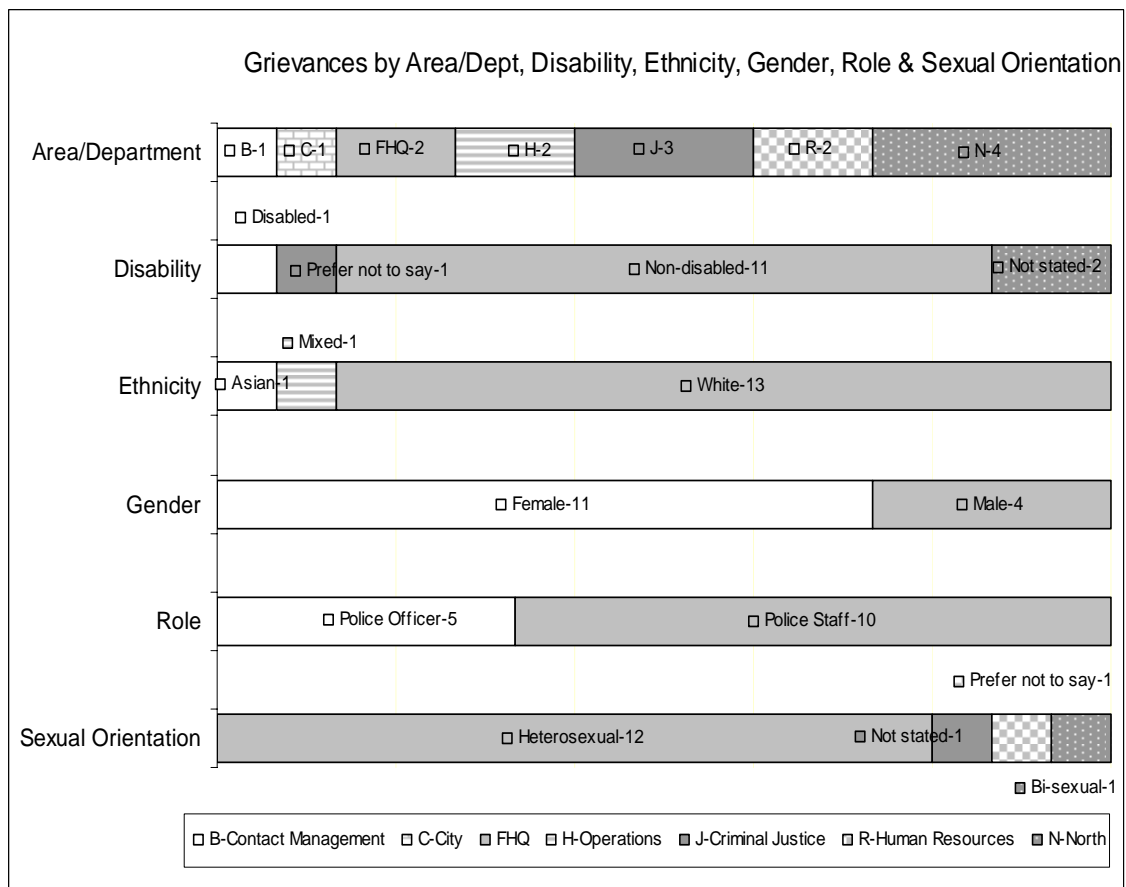 Grievances by Area/Dept, Disability, Ethnicity, Gender, Role & Sexual Orientation
Area/Department
B-1 C-1 FHQ-2 H-2 J-3 R-2 N-4
Disabled-1
Disability
Prefer not to say-1 Non-disabled-11 Not stated-2
Mixed-1
Ethnicity
Asian-1 White-13
Gender
Female-11 Male-4
Role
Police Officer-5 Police Staff-10
Prefer not to say-1
Sexual Orientation
Heterosexual-12 Not stated-1
Bi-sexual-1
B-Contact Management C-City FHQ H-Operations J-Criminal Justice R-Human Resources N-North